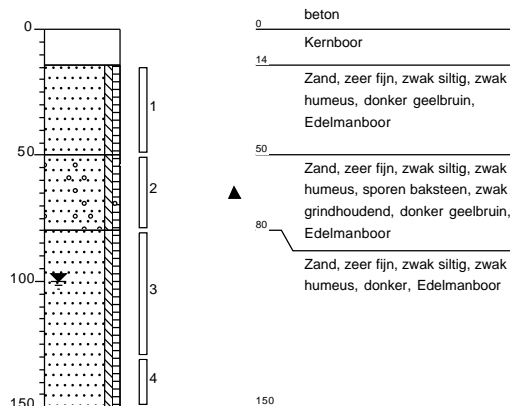 0
50
100
150
1
2
3
4
0
beton
Kernboor
14
Zand, zeer fijn, zwak siltig, zwak
humeus, donker geelbruin,
Edelmanboor
50
Zand, zeer fijn, zwak siltig, zwak
humeus, sporen baksteen, zwak
grindhoudend, donker geelbruin,
Edelmanboor
80
Zand, zeer fijn, zwak siltig, zwak
humeus, donker, Edelmanboor
150